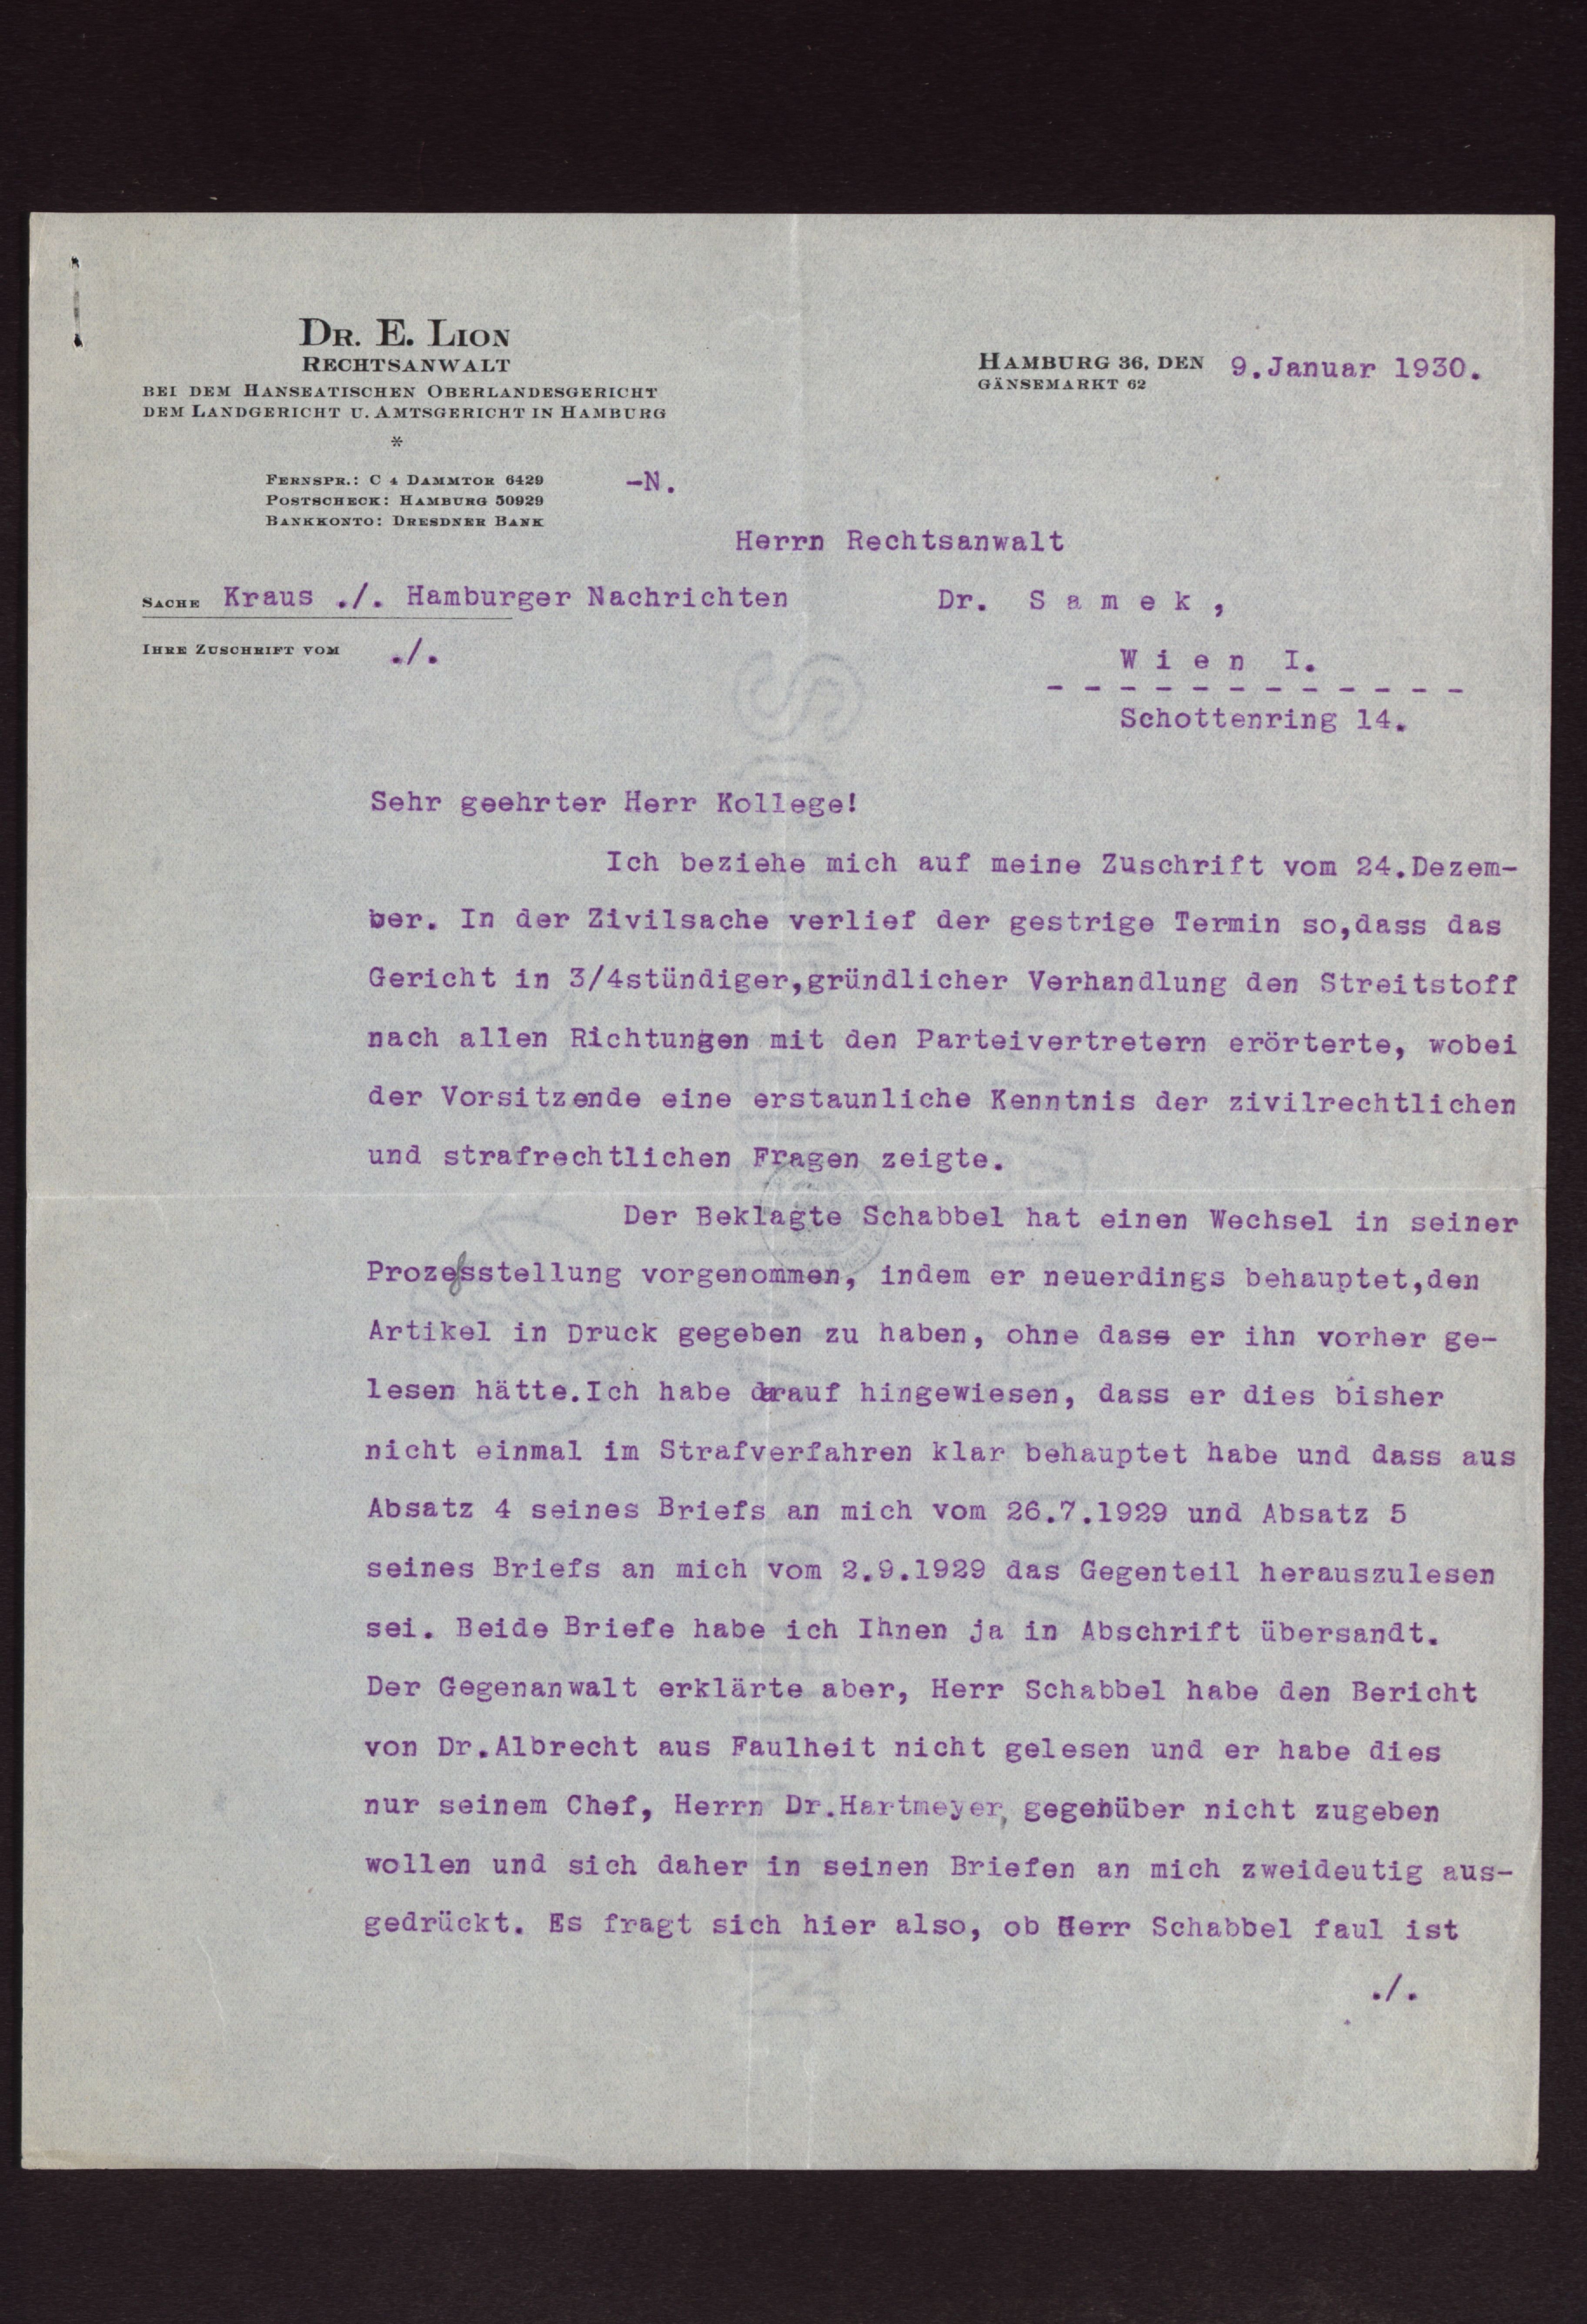 Dr. E. Lion
Rechtsanwalt
bei dem Hanseatischen Oberlandesgericht
dem Landgericht u. Amtsgericht in Hamburg
*
Fernspr.: C 4 Dammtor 6429
Postscheck: Hamburg 50929
Bankkonto: Dresdner Bank
Hamburg 36, den 9.Januar 1930.
Gänsemarkt 62
-N.
Herrn Rechtsanwalt
Sache Kraus ./. Hamburger Nachrichten
Dr. S a m e k ,
Ihre Zuschrift vom ./.
W i e n I.
- - - - - - - - - - - -
Schottenring 14.
Sehr geehrter Herr Kollege!
Ich beziehe mich auf meine Zuschrift vom 24.Dezem-
ber. In der Zivilsache verlief der gestrige Termin so,dass das
Gericht in 3/4stündiger,gründlicher Verhandlung den Streitstoff
nach allen Richtungen mit den Parteivertretern erörterte, wobei
der Vorsitzende eine erstaunliche Kenntnis der zivilrechtlichen
und strafrechtlichen Fragen zeigte.
Der Beklagte Schabbel hat einen Wechsel in seiner
Prozesstellung vorgenommen, indem er neuerdings behauptet,den
Artikel in Druck gegeben zu haben, ohne dass er ihn vorher ge-
lesen hätte.Ich habe darauf hingewiesen, dass er dies bisher
nicht einmal im Strafverfahren klar behauptet habe und dass aus
Absatz 4 seines Briefs an mich vom 26.7.1929 und Absatz 5
seines Briefs an mich vom 2.9.1929 das Gegenteil herauszulesen
sei. Beide Briefe habe ich Ihnen ja in Abschrift übersandt.
Der Gegenanwalt erklärte aber, Herr Schabbel habe den Bericht
von Dr.Albrecht aus Faulheit nicht gelesen und er habe dies
nur seinem Chef, Herrn Dr.Hartmeyer, gegenüber nicht zugeben
wollen und sich daher in seinen Briefen an mich zweideutig aus-
gedrückt. Es fragt sich hier also, ob Herr Schabbel faul ist
./.